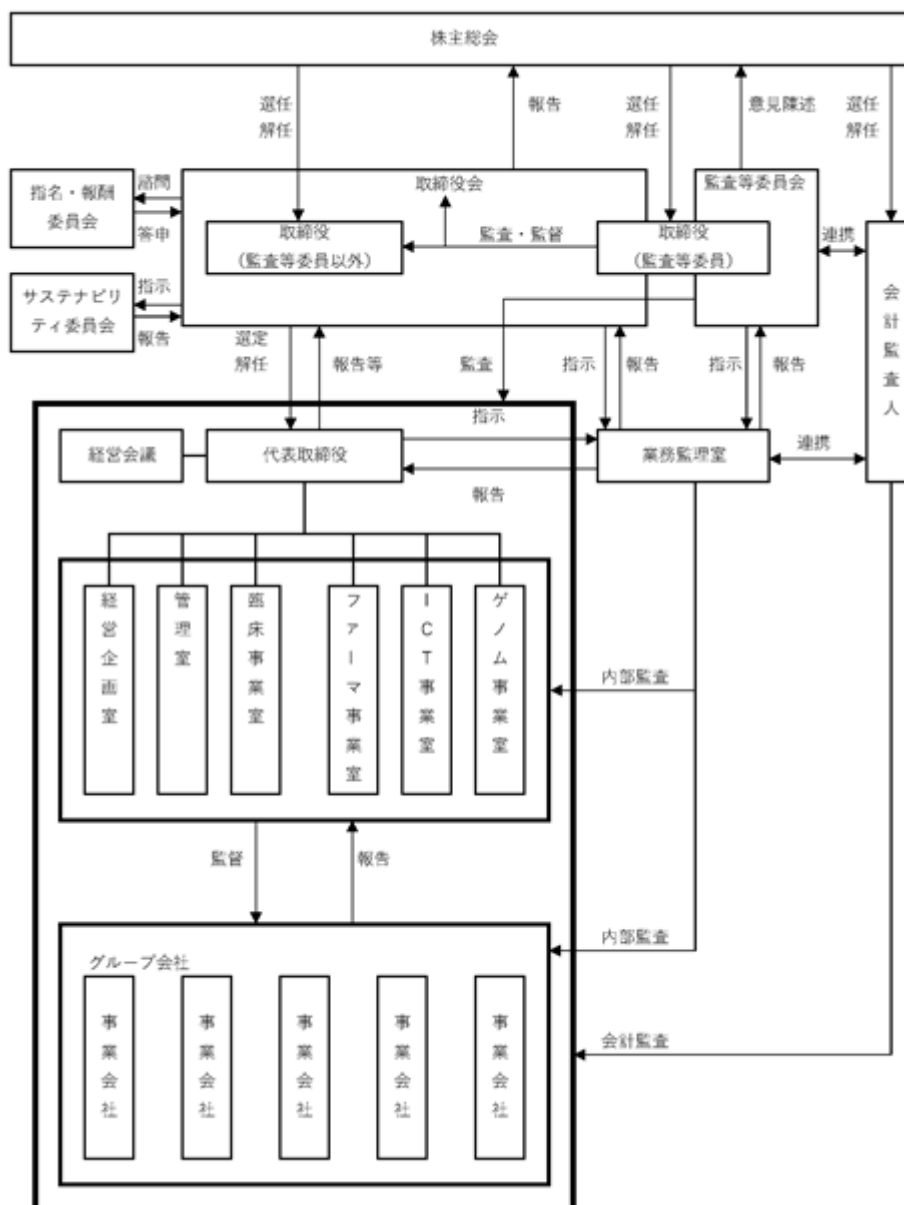 株主総会
選任
解任
報告
選任
解任
意見陳述
選任
解任
指名・報酬
委員会
諮問
答申
取締役会
監査等委員会
取締役
(監査等委員以外)
監査・監督
取締役
(監査等委員)
連携
サステナビリ
ティ委員会
指示
報告
会計監査人
選定
解任
報告等
監査
指示
報告
指示
報告
経営会議
代表取締役
指示
報告
業務監理室
連携
経営企画室
管理室
臨床事業室
ファーマ事業室
ICT事業室
ゲノム事業室
内部監査
監督
報告
内部監査
グループ会社
事業会社
事業会社
事業会社
事業会社
事業会社
会計監査